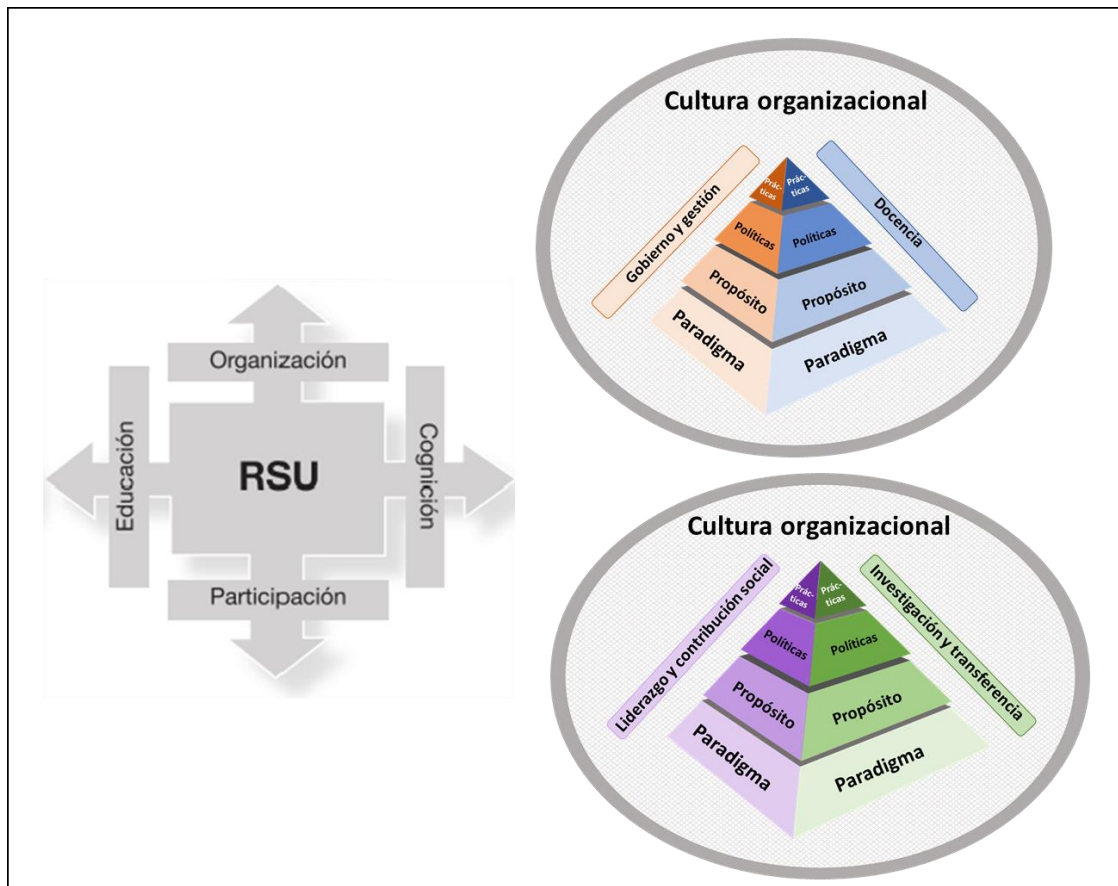 Organización
Educación
RSU
Cognición
Participación
Cultura organizacional
Gobierno y gestión
Docencia
Prác-
ticas
Prác-
ticas
Políticas
Políticas
Propósito
Propósito
Paradigma
Paradigma
Cultura organizacional
Liderazgo y contribución social
Investigación y transferencia
Prác-
ticas
Prác-
ticas
Políticas
Políticas
Propósito
Propósito
Paradigma
Paradigma